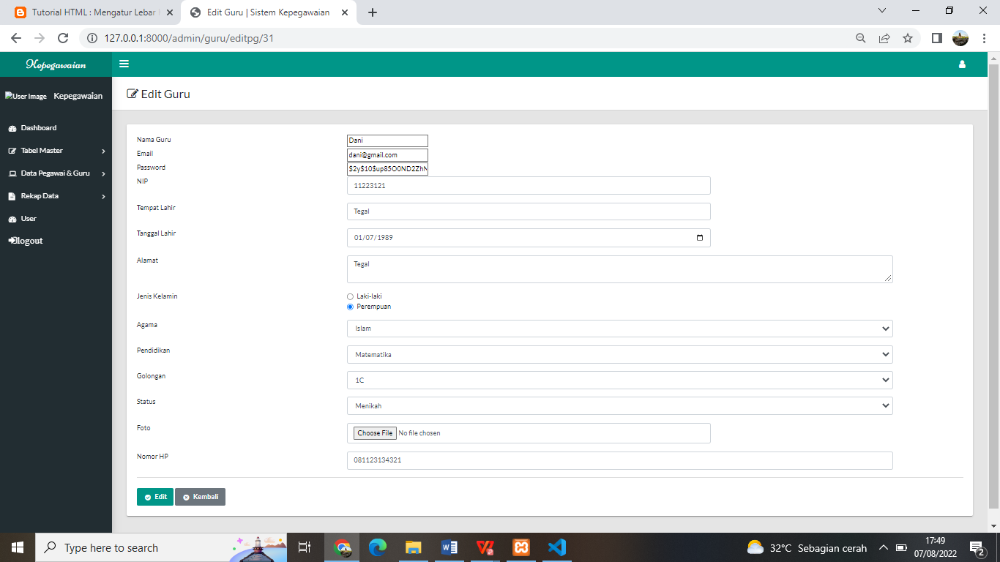 Tutorial HTML : Mengatur Lebar
Edit Guru | Sistem Kepegawaian
127.0.0.1:8000/admin/guru/editpg/31
Kepegawaian
User Image Kepegawaian
Dashboard
Tabel Master
Data Pegawai & Guru
Rekap Data
User
logout
Edit Guru
Nama Guru Dani
Email dani@gmail.com
Password $2y$10$up85O0ND2ZhN
NIP 11223121
Tempat Lahir Tegal
Tanggal Lahir 01/07/1989
Alamat Tegal
Jenis Kelamin Laki-laki
Perempuan
Agama Islam
Pendidikan Matematika
Golongan 1C
Status Menikah
Foto Choose File No file chosen
Nomor HP 081123134321
Edit Kembali
Type here to search
32°C Sebagian cerah
17:49
07/08/2022
2